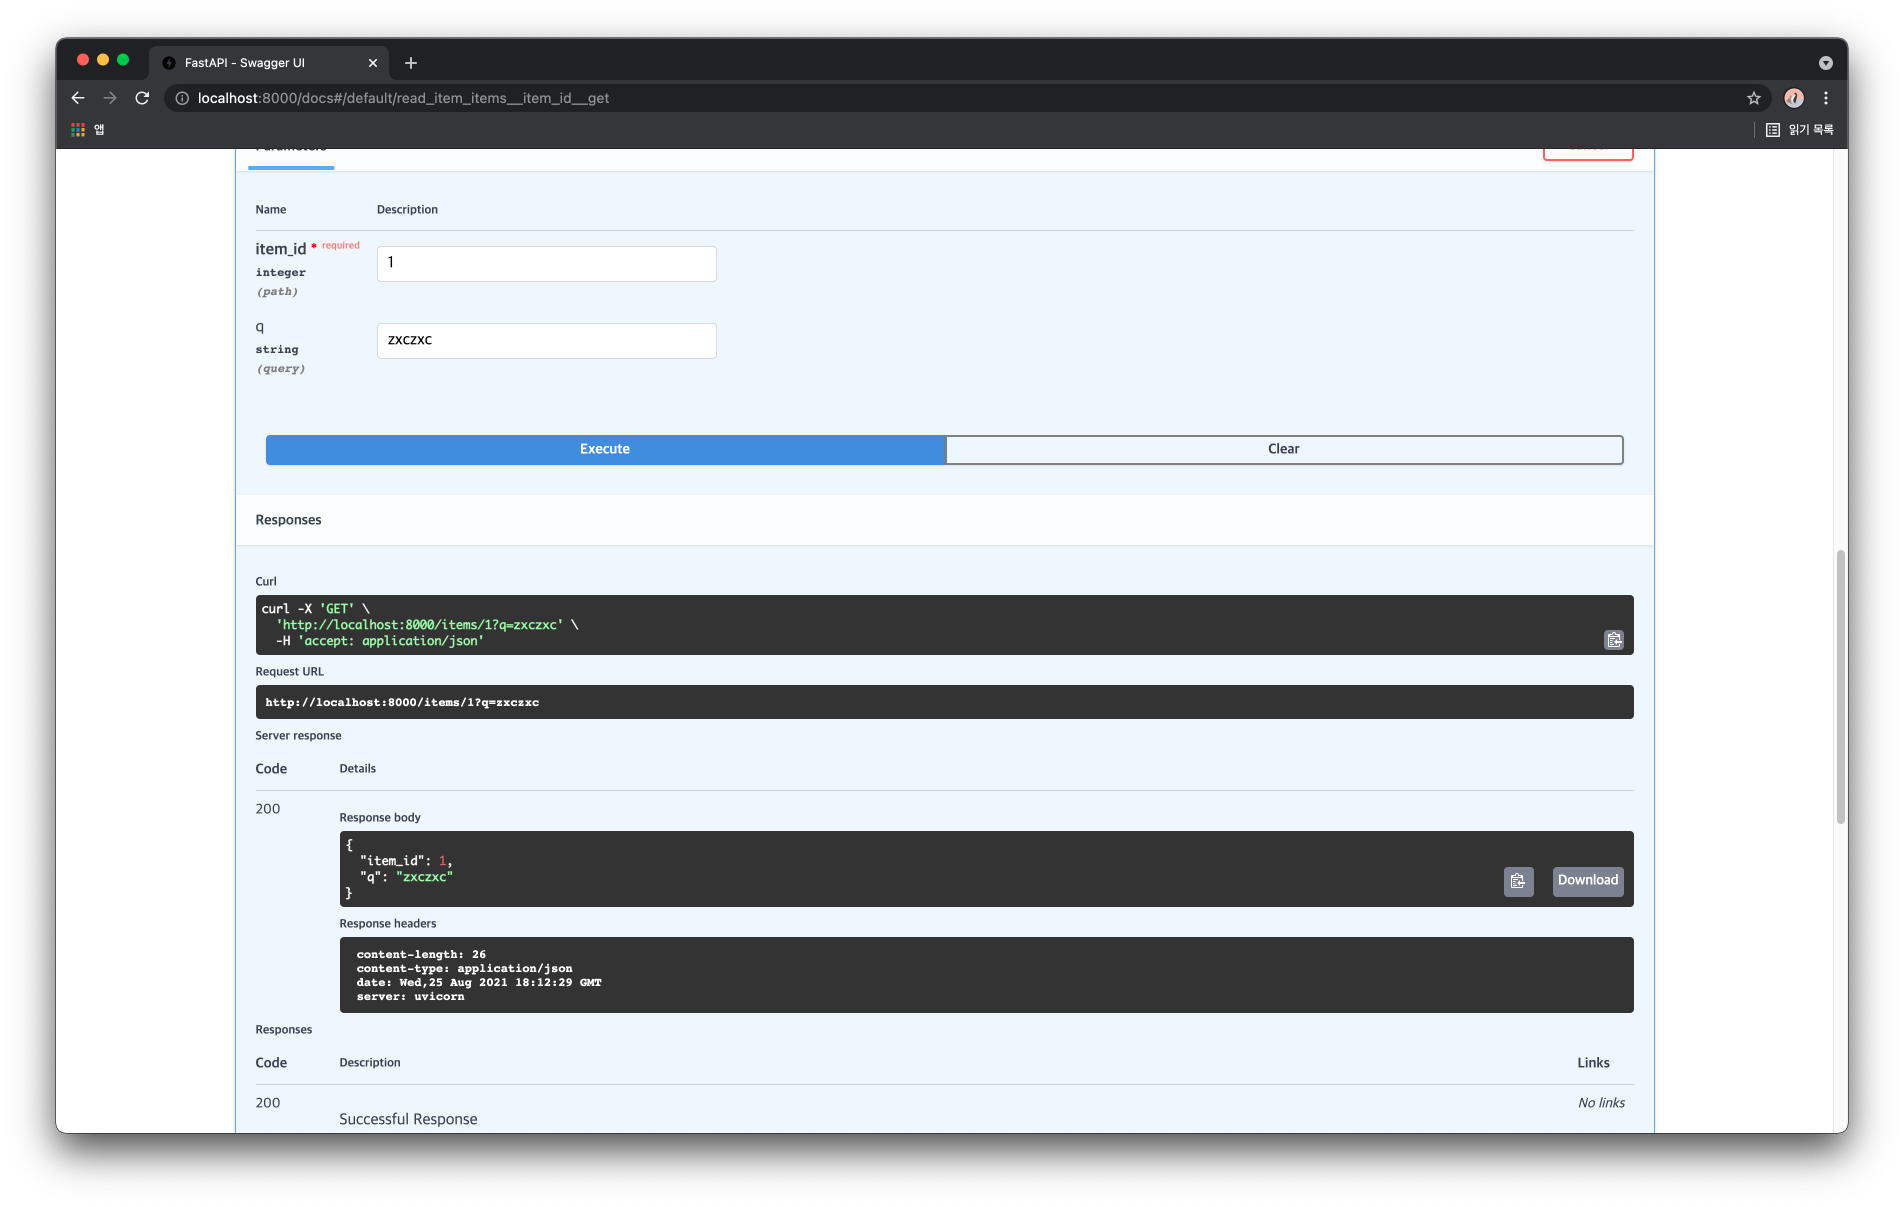 FastAPI - Swagger UI
localhost:8000/docs#/default/read_item_items__item_id__get
앱
읽기 목록
Name Description
item_id * required
1
integer
(path)
q
zxczxc
string
(query)
Execute Clear
Responses
Curl
curl -X 'GET' \
'http://localhost:8000/items/1?q=zxczxc' \
-H 'accept: application/json'
Request URL
http://localhost:8000/items/1?q=zxczxc
Server response
Code Details
200
Response body
{
"item_id": 1,
"q": "zxczxc"
}
Download
Response headers
content-length: 26
content-type: application/json
date: Wed,25 Aug 2021 18:12:29 GMT
server: uvicorn
Responses
Code Description Links
200 No links
Successful Response